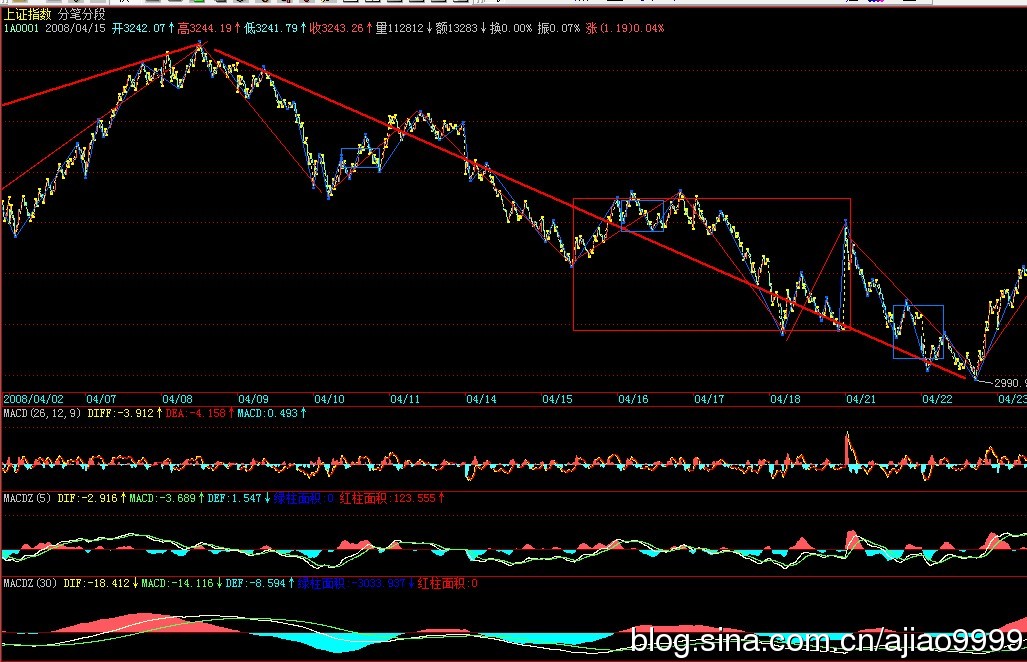 上证指数 分笔分段
1A0001 2008/04/15 开3242.07↑高3244.19↑低3241.79↑收3243.26↑量112812↓额13283↓换0.00% 振0.07% 涨(1.19)0.04%
2990.9
2008/04/02 04/07 04/08 04/09 04/10 04/11 04/14 04/15 04/16 04/17 04/18 04/21 04/22 04/23
MACD(26,12,9) DIFF:-3.912↑DEA:-4.158↑MACD:0.493↑
MACDZ(5) DIF:-2.916↑MACD:-3.689↑DEF:1.547↓绿柱面积:0 红柱面积:123.555↑
MACDZ(30) DIF:-18.412↓MACD:-14.116↓DEF:-8.594↑绿柱面积:-3033.937↓红柱面积:0
blog.sina.com.cn/ajiao9999